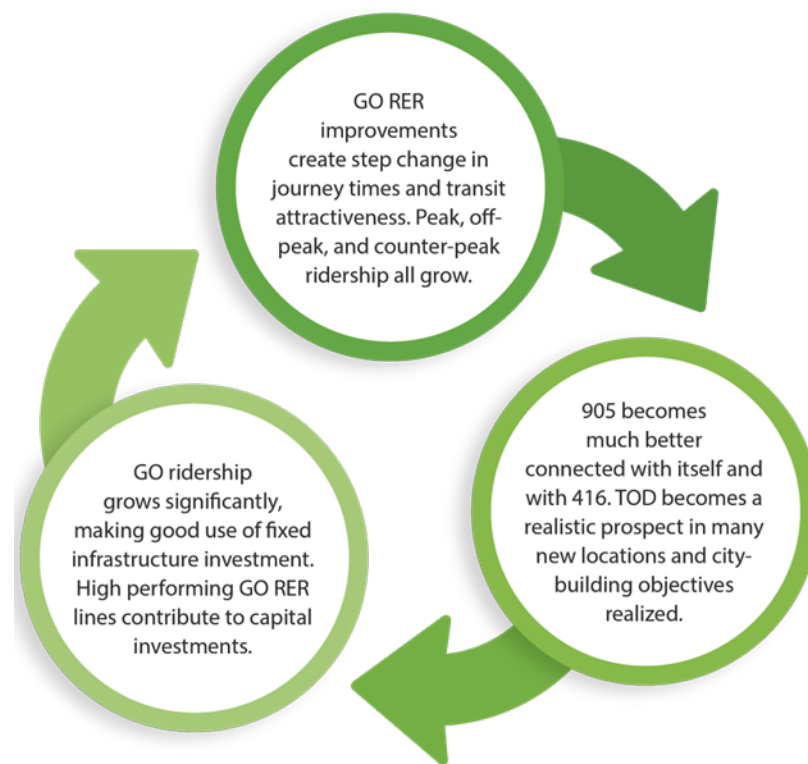 GO RER
improvements
create step change in
journey times and transit
attractiveness. Peak, off-
peak, and counter-peak
ridership all grow.
905 becomes
much better
connected with itself and
with 416. TOD becomes a
realistic prospect in many
new locations and city-
building objectives
realized.
GO ridership
grows significantly,
making good use of fixed
infrastructure investment.
High performing GO RER
lines contribute to capital
investments.